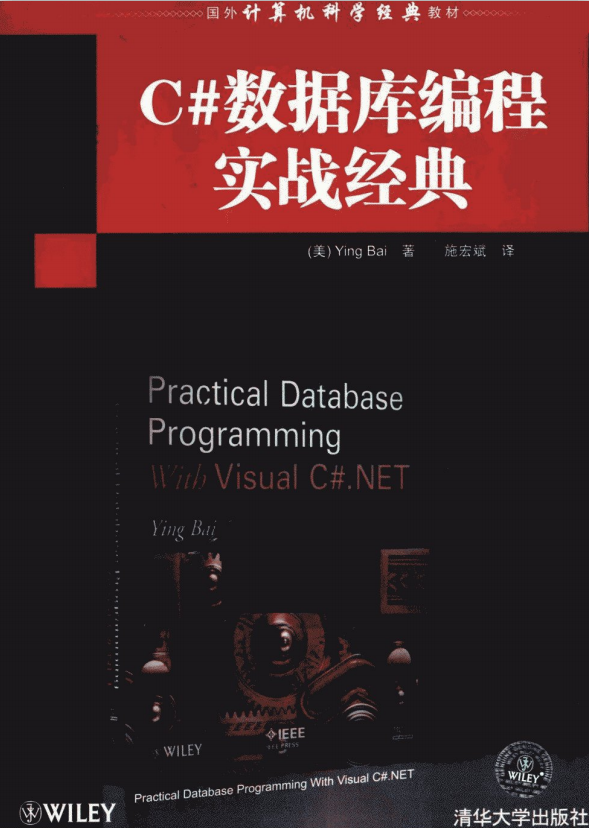 国外计算机科学经典教材
C#数据库编程
实战经典
(美) Ying Bai 著 施宏斌 译
Practical Database
Programming
With Visual C#.NET
Ying Bai
WILEY
IEEE
PRESS
Practical Database Programming With Visual C#.NET
WILEY
WILEY
清华大学出版社